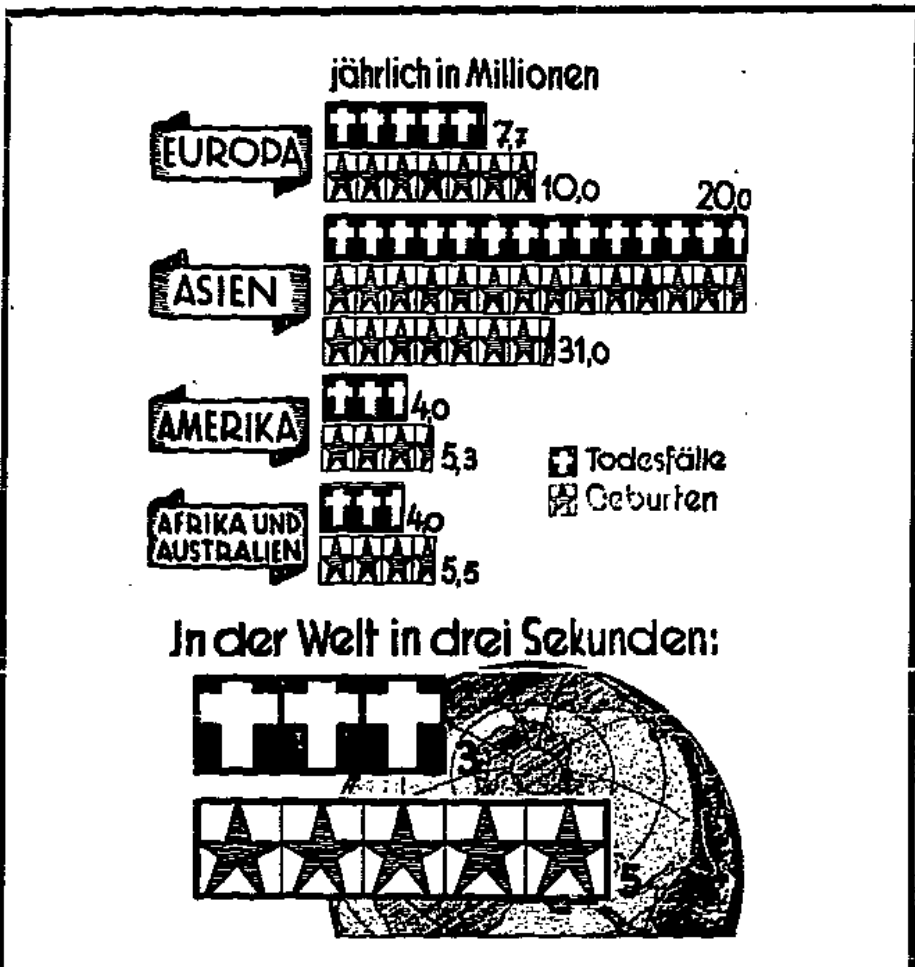 jährlich in Millionen
EUROPA
7,7
10,0
20,0
ASIEN
31,0
AMERIKA
4,0
5,3
Todesfälle
Geburten
AFRIKA UND
AUSTRALIEN
4,0
5,5
In der Welt in drei Sekunden:
3
5